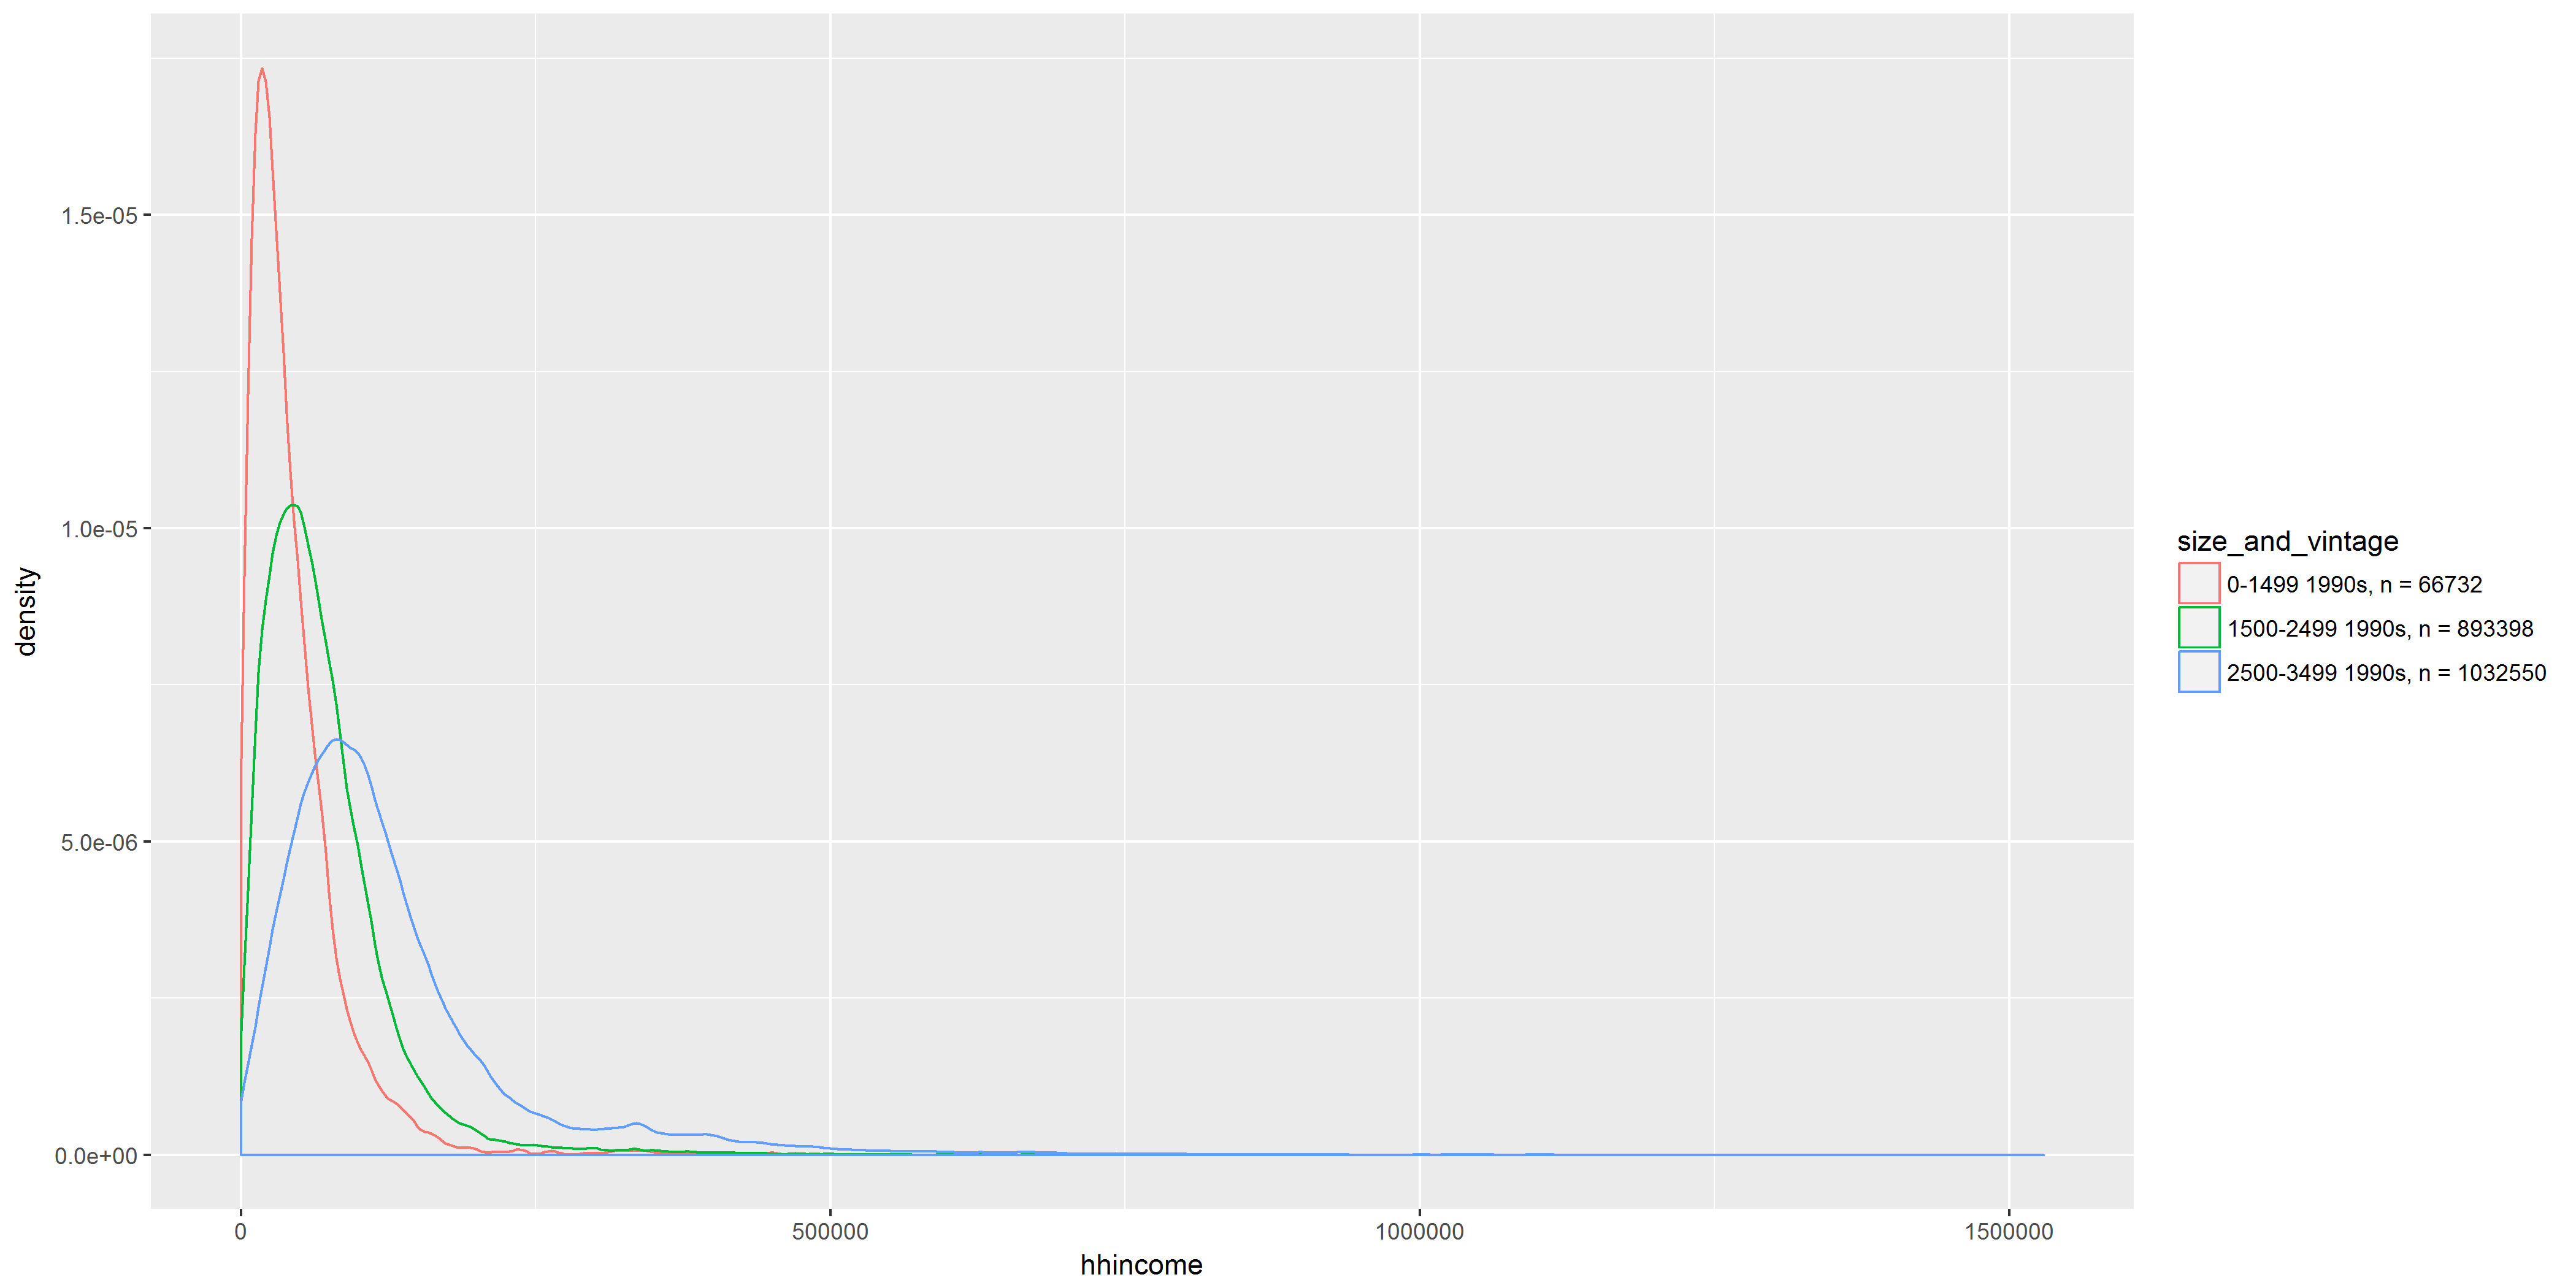 density
1.5e-05
1.0e-05
5.0e-06
0.0e+00
0
500000
1000000
1500000
hhincome
size_and_vintage
0-1499 1990s, n = 66732
1500-2499 1990s, n = 893398
2500-3499 1990s, n = 1032550